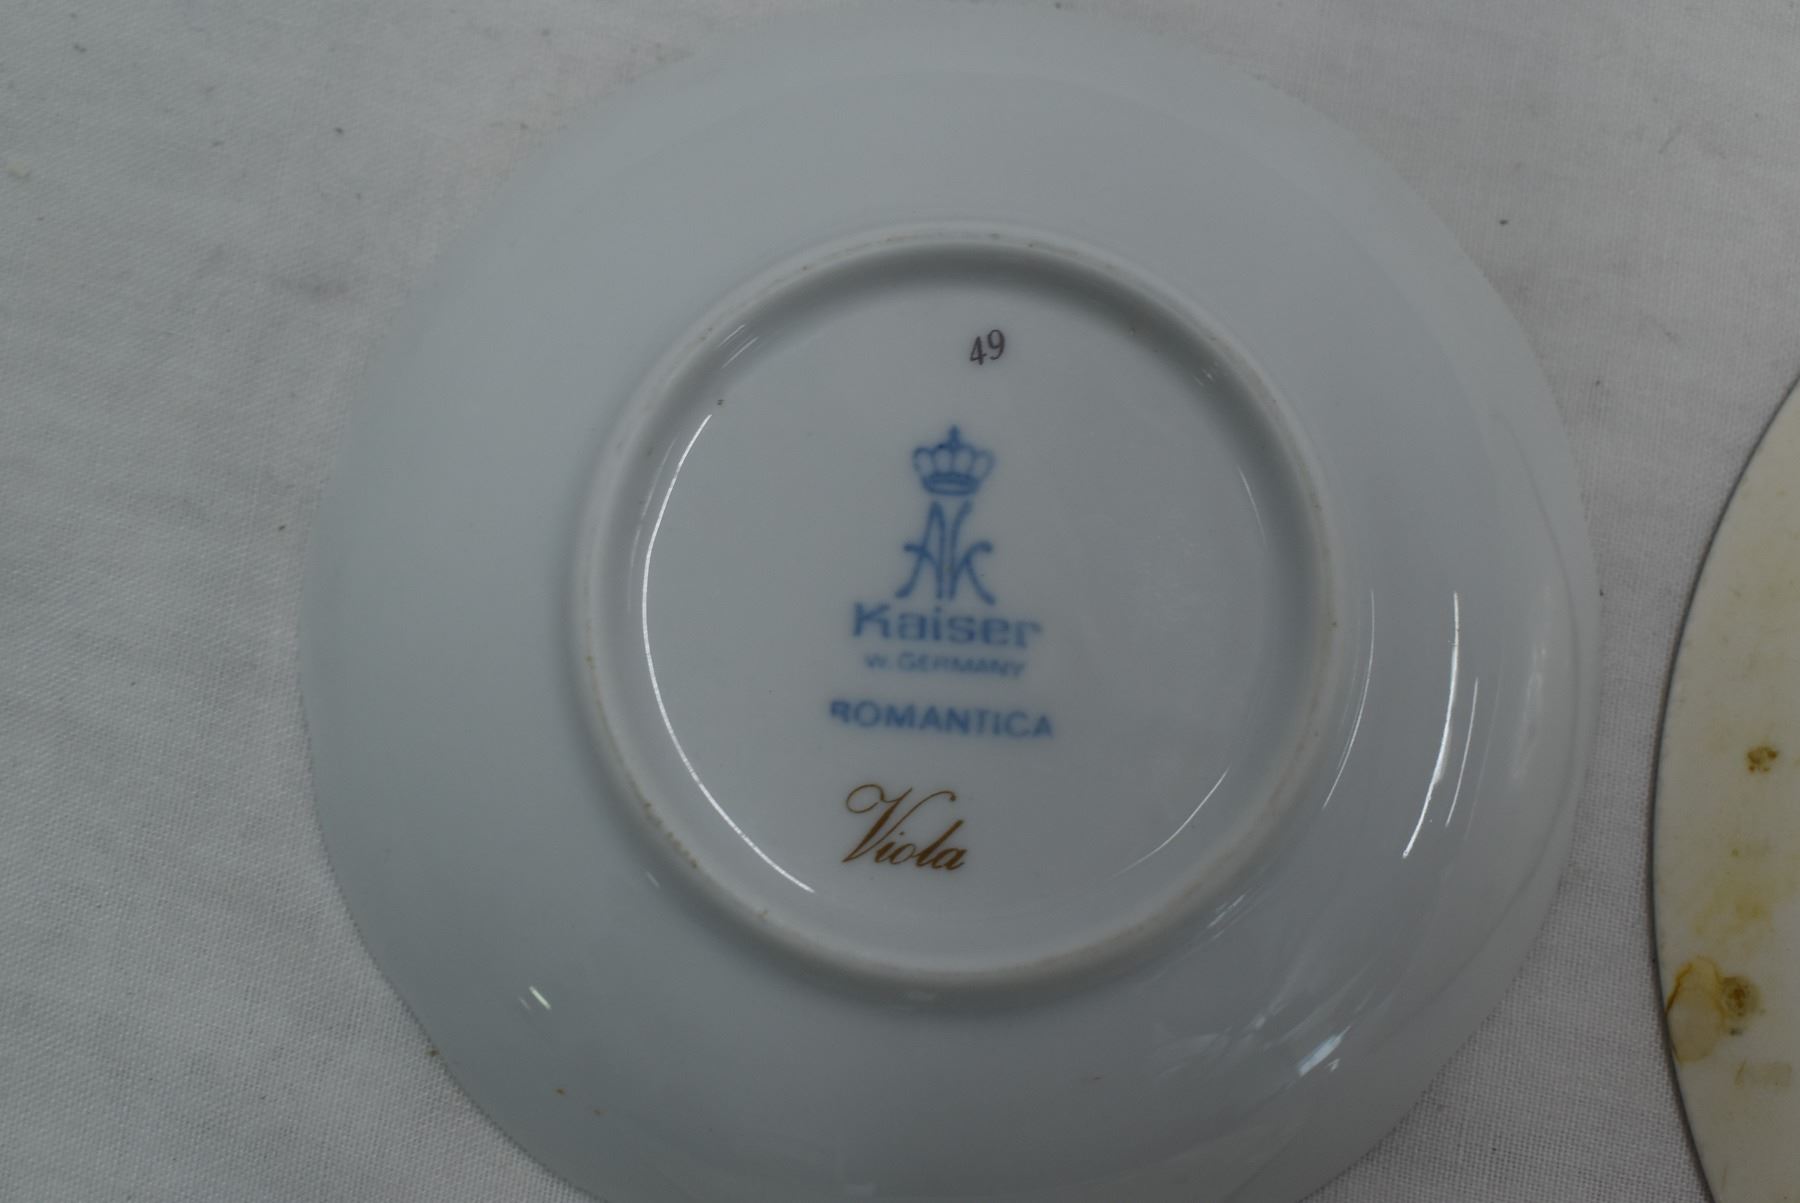 49
AK
Kaiser
W. GERMANY
ROMANTICA
Viola